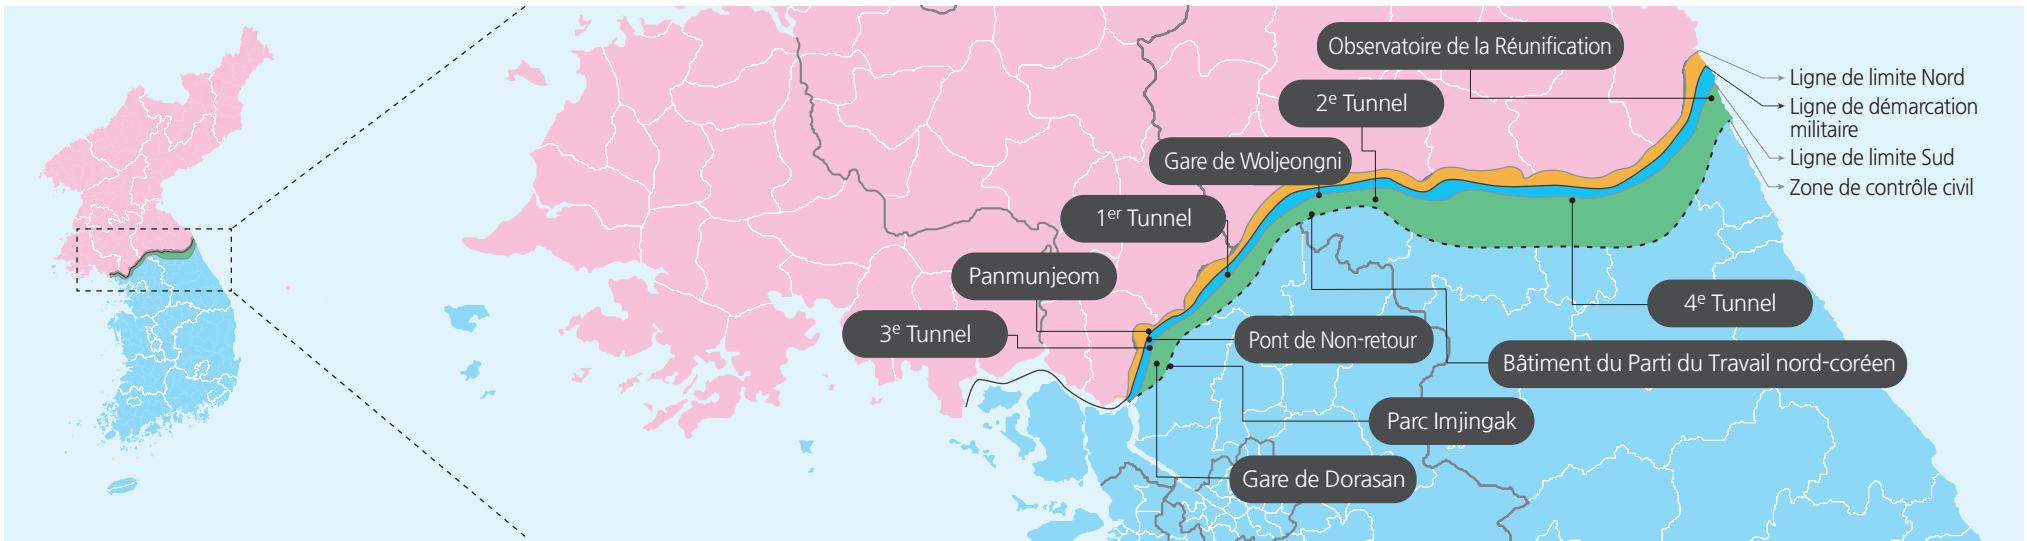 Observatoire de la Réunification
2e Tunnel
Gare de Woljeongni
1er Tunnel
Panmunjeom
3e Tunnel
Pont de Non-retour
4e Tunnel
Bâtiment du Parti du Travail nord-coréen
Parc Imjingak
Gare de Dorasan
Ligne de limite Nord
Ligne de démarcation
militaire
Ligne de limite Sud
Zone de contrôle civil